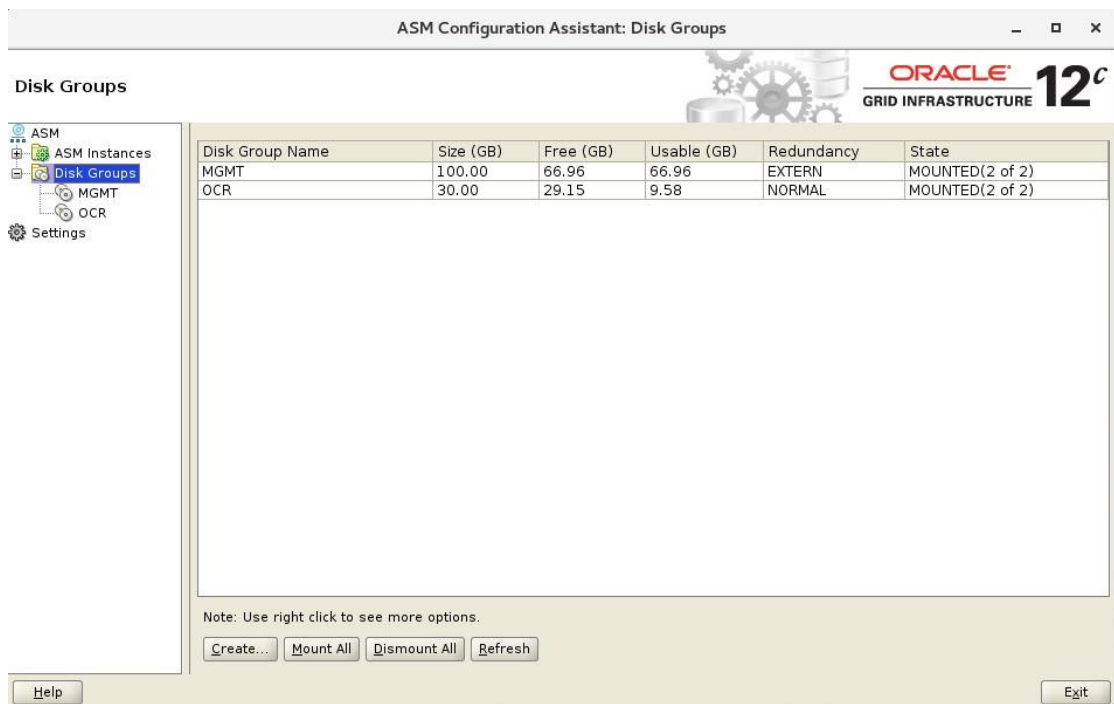 ASM Configuration Assistant: Disk Groups
Disk Groups
ORACLE
GRID INFRASTRUCTURE
12c
ASM
ASM Instances
Disk Groups
MGMT
OCR
Settings
Disk Group Name Size (GB) Free (GB) Usable (GB) Redundancy State
MGMT 100.00 66.96 66.96 EXTERN MOUNTED(2 of 2)
OCR 30.00 29.15 9.58 NORMAL MOUNTED(2 of 2)
Note: Use right click to see more options.
Create... Mount All Dismount All Refresh
Help Exit